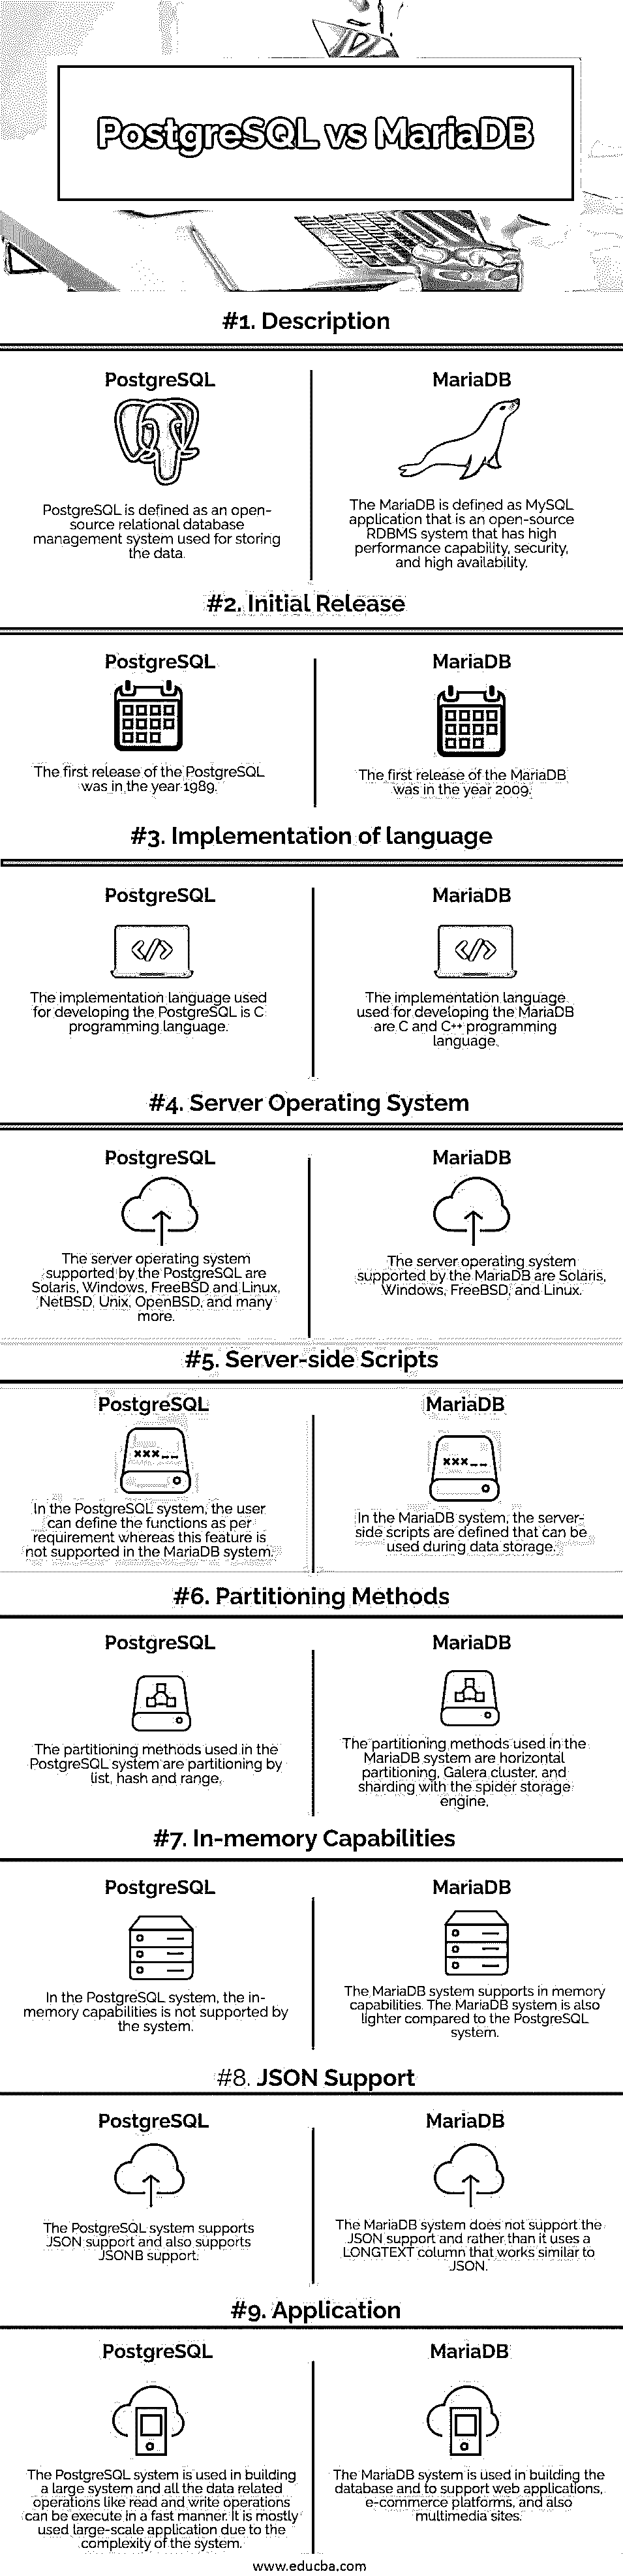 PostgreSQL vs MariaDB
#1. Description
PostgreSQL
PostgreSQL is defined as an open-
source relational database
management system used for storing
the data.
MariaDB
The MariaDB is defined as MySQL
application that is an open-source
RDBMS system that has high
performance capability, security,
and high availability.
#2. Initial Release
PostgreSQL
The first release of the PostgreSQL
was in the year 1989.
MariaDB
The first release of the MariaDB
was in the year 2009.
#3. Implementation of language
PostgreSQL
The implementation language used
for developing the PostgreSQL is C
programming language.
MariaDB
The implementation language
used for developing the MariaDB
are C and C++ programming
language.
#4. Server Operating System
PostgreSQL
The server operating system
supported by the PostgreSQL are
Solaris, Windows, FreeBSD and Linux,
NetBSD, Unix, OpenBSD, and many
more.
MariaDB
The server operating system
supported by the MariaDB are Solaris,
Windows, FreeBSD, and Linux.
#5. Server-side Scripts
PostgreSQL
xxx__
In the PostgreSQL system, the user
can define the functions as per
requirement whereas this feature is
not supported in the MariaDB system.
MariaDB
xxx__
In the MariaDB system, the server-
side scripts are defined that can be
used during data storage.
#6. Partitioning Methods
PostgreSQL
The partitioning methods used in the
PostgreSQL system are partitioning by
list, hash and range.
MariaDB
The partitioning methods used in the
MariaDB system are horizontal
partitioning, Galera cluster, and
sharding with the spider storage
engine.
#7. In-memory Capabilities
PostgreSQL
In the PostgreSQL system, the in-
memory capabilities is not supported by
the system.
MariaDB
The MariaDB system supports in memory
capabilities. The MariaDB system is also
lighter compared to the PostgreSQL
system.
#8. JSON Support
PostgreSQL
The PostgreSQL system supports
JSON support and also supports
JSONB support.
MariaDB
The MariaDB system does not support the
JSON support and rather than it uses a
LONGTEXT column that works similar to
JSON.
#9. Application
PostgreSQL
The PostgreSQL system is used in building
a large system and all the data related
operations like read and write operations
can be execute in a fast manner. It is mostly
used large-scale application due to the
complexity of the system.
MariaDB
The MariaDB system is used in building the
database and to support web applications,
e-commerce platforms, and also
multimedia sites.
www.educba.com